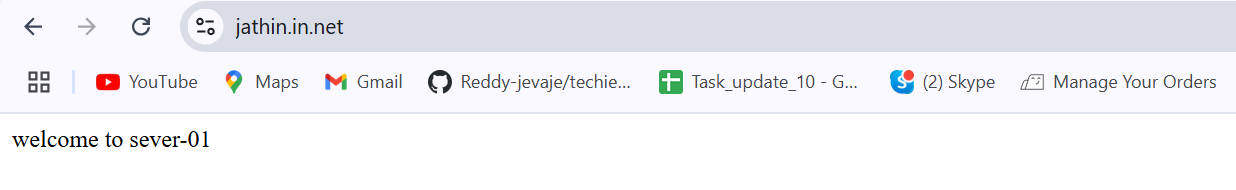 jathin.in.net
YouTube Maps Gmail Reddy-jevaje/techie... Task_update_10 - G... (2) Skype Manage Your Orders
welcome to sever-01